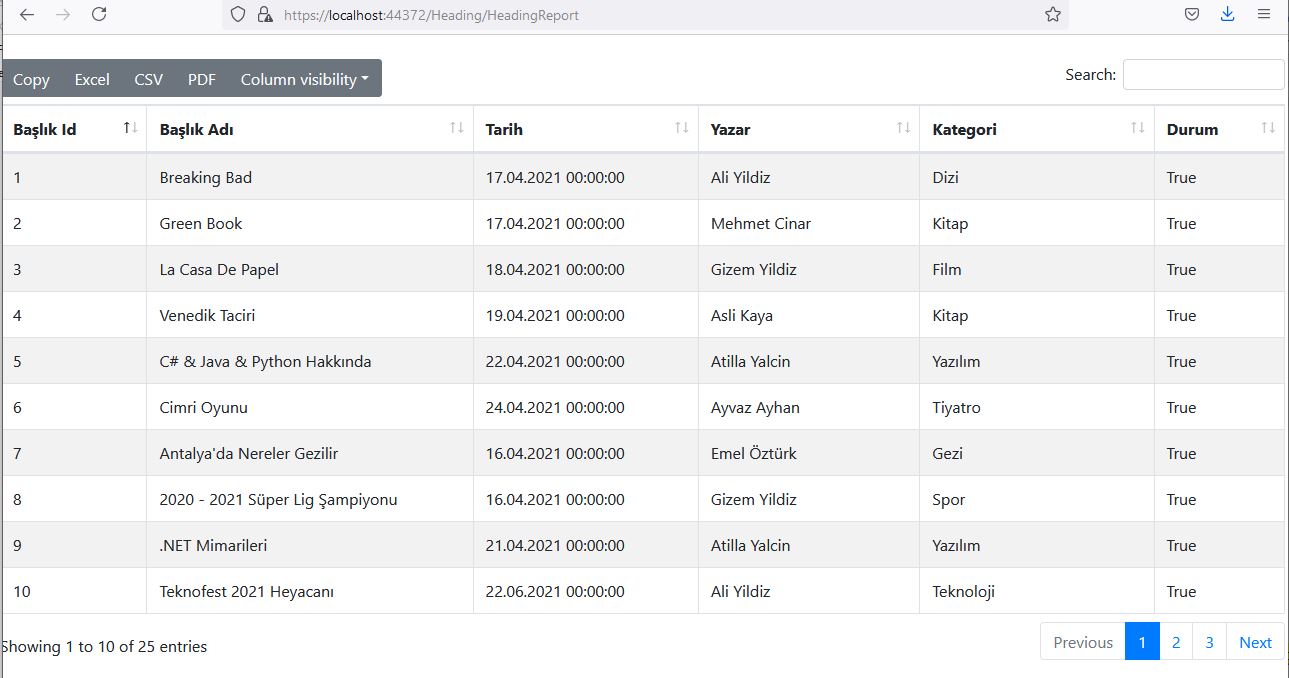 https://localhost:44372/Heading/HeadingReport
Copy Excel CSV PDF Column visibility Search:
Başlık Id Başlık Adı Tarih Yazar Kategori Durum
1 Breaking Bad 17.04.2021 00:00:00 Ali Yildiz Dizi True
2 Green Book 17.04.2021 00:00:00 Mehmet Cinar Kitap True
3 La Casa De Papel 18.04.2021 00:00:00 Gizem Yildiz Film True
4 Venedik Taciri 19.04.2021 00:00:00 Asli Kaya Kitap True
5 C# & Java & Python Hakkında 22.04.2021 00:00:00 Atilla Yalcin Yazılım True
6 Cimri Oyunu 24.04.2021 00:00:00 Ayvaz Ayhan Tiyatro True
7 Antalya'da Nereler Gezilir 16.04.2021 00:00:00 Emel Öztürk Gezi True
8 2020 - 2021 Süper Lig Şampiyonu 16.04.2021 00:00:00 Gizem Yildiz Spor True
9 .NET Mimarileri 21.04.2021 00:00:00 Atilla Yalcin Yazılım True
10 Teknofest 2021 Heyacanı 22.06.2021 00:00:00 Ali Yildiz Teknoloji True
Showing 1 to 10 of 25 entries Previous 1 2 3 Next